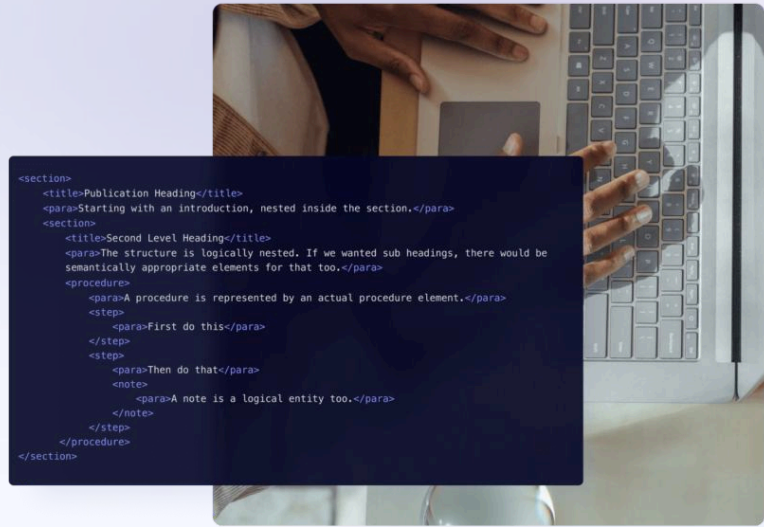 <section>
<title>Publication Heading</title>
<para>Starting with an introduction, nested inside the section.</para>
<section>
<title>Second Level Heading</title>
<para>The structure is logically nested. If we wanted sub headings, there would be
semantically appropriate elements for that too.</para>
<procedure>
<para>A procedure is represented by an actual procedure element.</para>
<step>
<para>First do this</para>
</step>
<step>
<para>Then do that</para>
<note>
<para>A note is a logical entity too.</para>
</note>
</step>
</procedure>
</section>